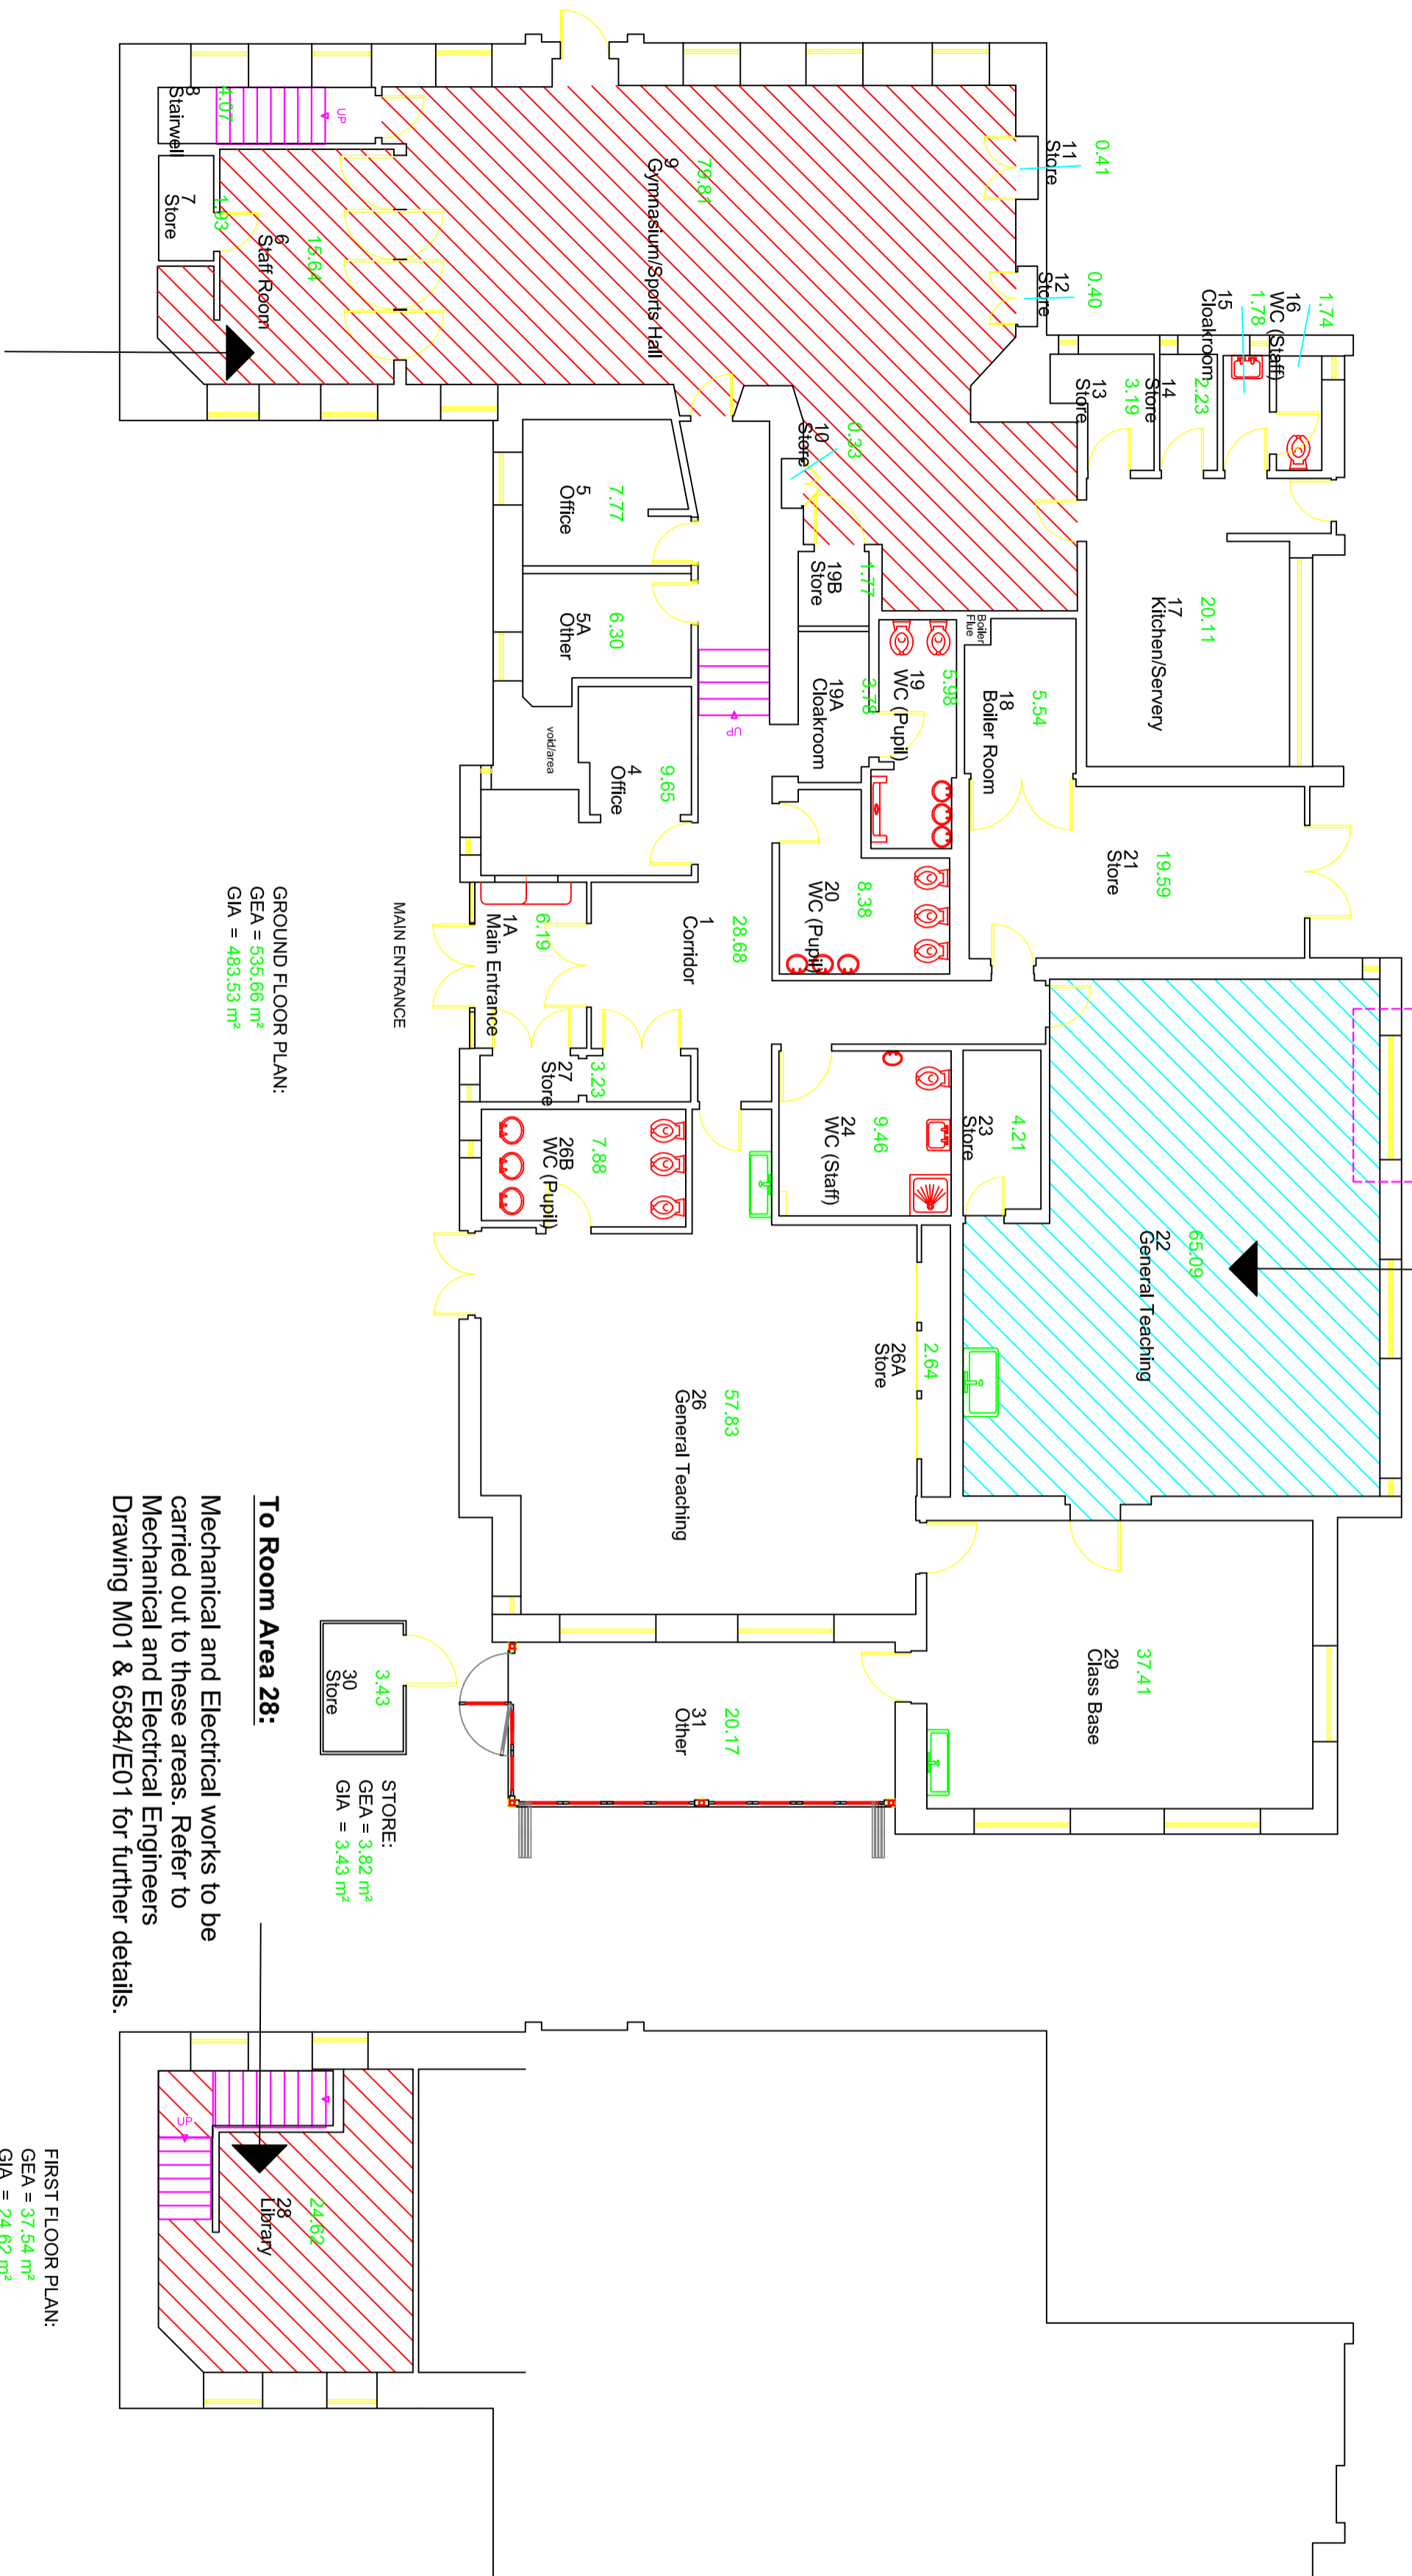 8
Stairwell
4.07
UP
7
Store
1.93
6
Staff Room
15.64
9
Gymnasium/Sports Hall
79.81
11
Store
0.41
12
Store
0.40
16
WC (Staff)
1.74
15
Cloakroom
1.78
14
Store
2.23
13
Store
3.19
10
Store
0.33
5
Office
7.77
5A
Other
6.30
19B
Store
1.77
19A
Cloakroom
3.78
19
WC (Pupil)
5.98
Boiler
Flue
18
Boiler Room
5.54
17
Kitchen/Servery
20.11
UP
void/area
4
Office
9.65
21
Store
19.59
20
WC (Pupil)
8.38
1
Corridor
28.68
1A
Main Entrance
6.19
MAIN ENTRANCE
GROUND FLOOR PLAN:
GEA = 535.66 m²
GIA = 483.53 m²
27
Store
3.23
26B
WC (Pupil)
7.88
24
WC (Staff)
9.46
23
Store
4.21
22
General Teaching
65.09
26A
Store
2.64
26
General Teaching
57.83
29
Class Base
37.41
31
Other
20.17
30
Store
3.43
STORE:
GEA = 3.82 m²
GIA = 3.43 m²
To Room Area 28:
Mechanical and Electrical works to be
carried out to these areas. Refer to
Mechanical and Electrical Engineers
Drawing M01 & 6584/E01 for further details.
UP
28
Library
24.62
FIRST FLOOR PLAN:
GEA = 37.54 m²
GIA = 24.62 m²